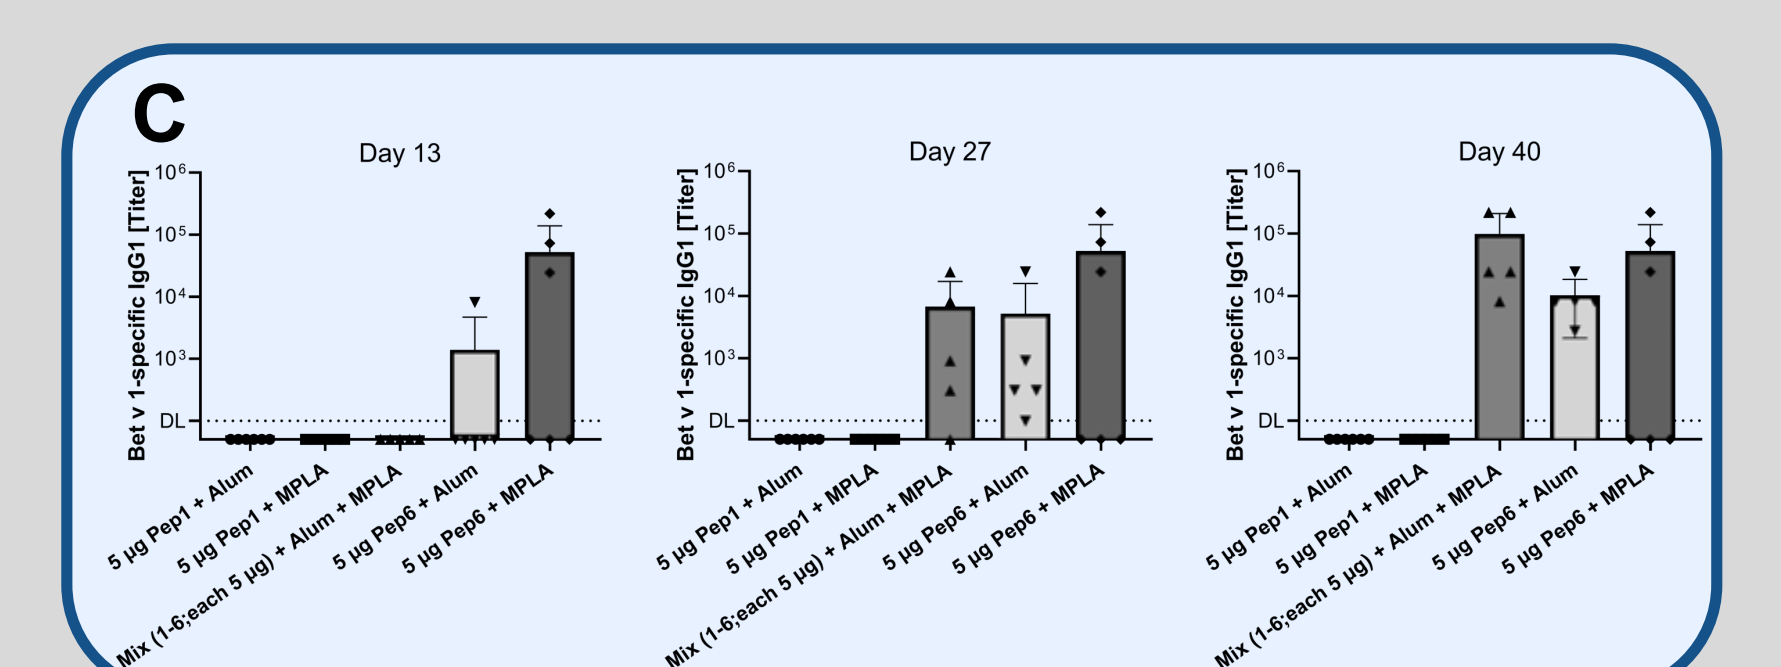 C
Day 13
Bet v 1-specific IgG1 [Titer]
10⁶
10⁵
10⁴
10³
DL
5 µg Pep1 + Alum
5 µg Pep1 + MPLA
Mix (1-6;each 5 µg) + Alum + MPLA
5 µg Pep6 + Alum
5 µg Pep6 + MPLA
Day 27
Bet v 1-specific IgG1 [Titer]
10⁶
10⁵
10⁴
10³
DL
5 µg Pep1 + Alum
5 µg Pep1 + MPLA
Mix (1-6;each 5 µg) + Alum + MPLA
5 µg Pep6 + Alum
5 µg Pep6 + MPLA
Day 40
Bet v 1-specific IgG1 [Titer]
10⁶
10⁵
10⁴
10³
DL
5 µg Pep1 + Alum
5 µg Pep1 + MPLA
Mix (1-6;each 5 µg) + Alum + MPLA
5 µg Pep6 + Alum
5 µg Pep6 + MPLA